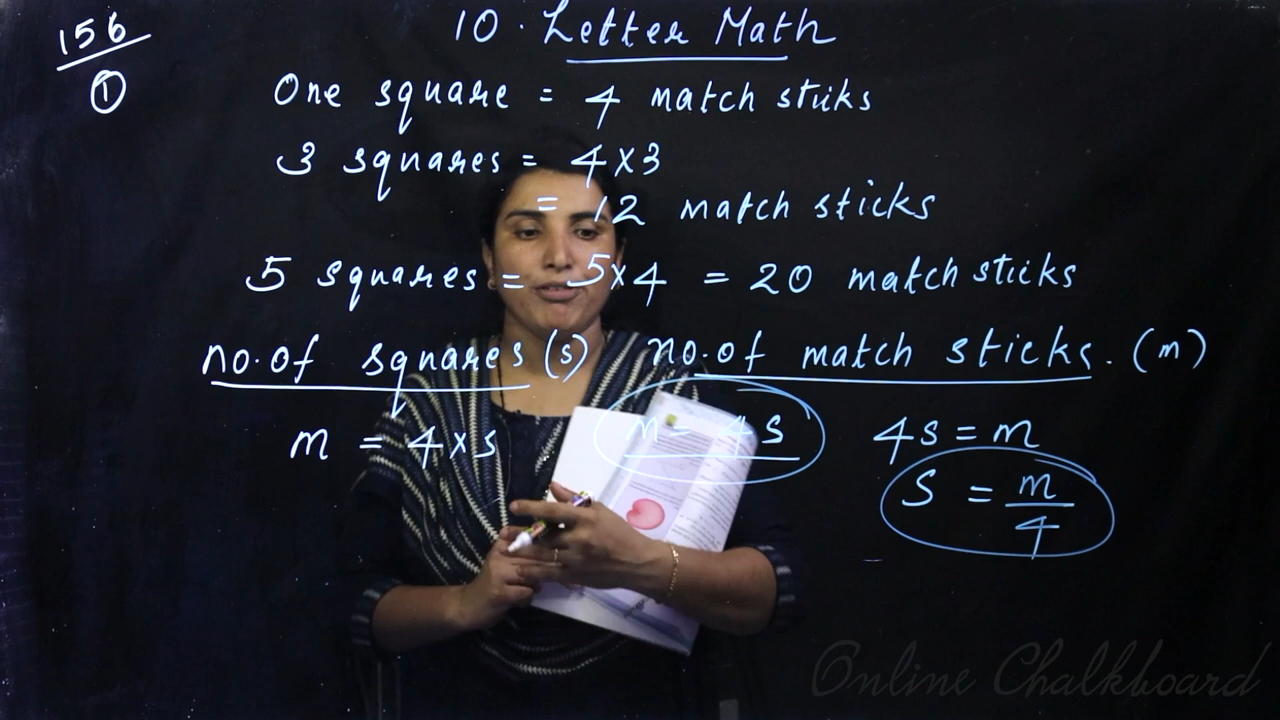 156
①
10. Letter Math
One square = 4 match sticks
3 squares = 4×3
= 12 match sticks
5 squares = 5×4 = 20 match sticks
no. of squares (s) no. of match sticks. (m)
m = 4×s m = 4s 4s = m
s = m/4
Online Chalkboard